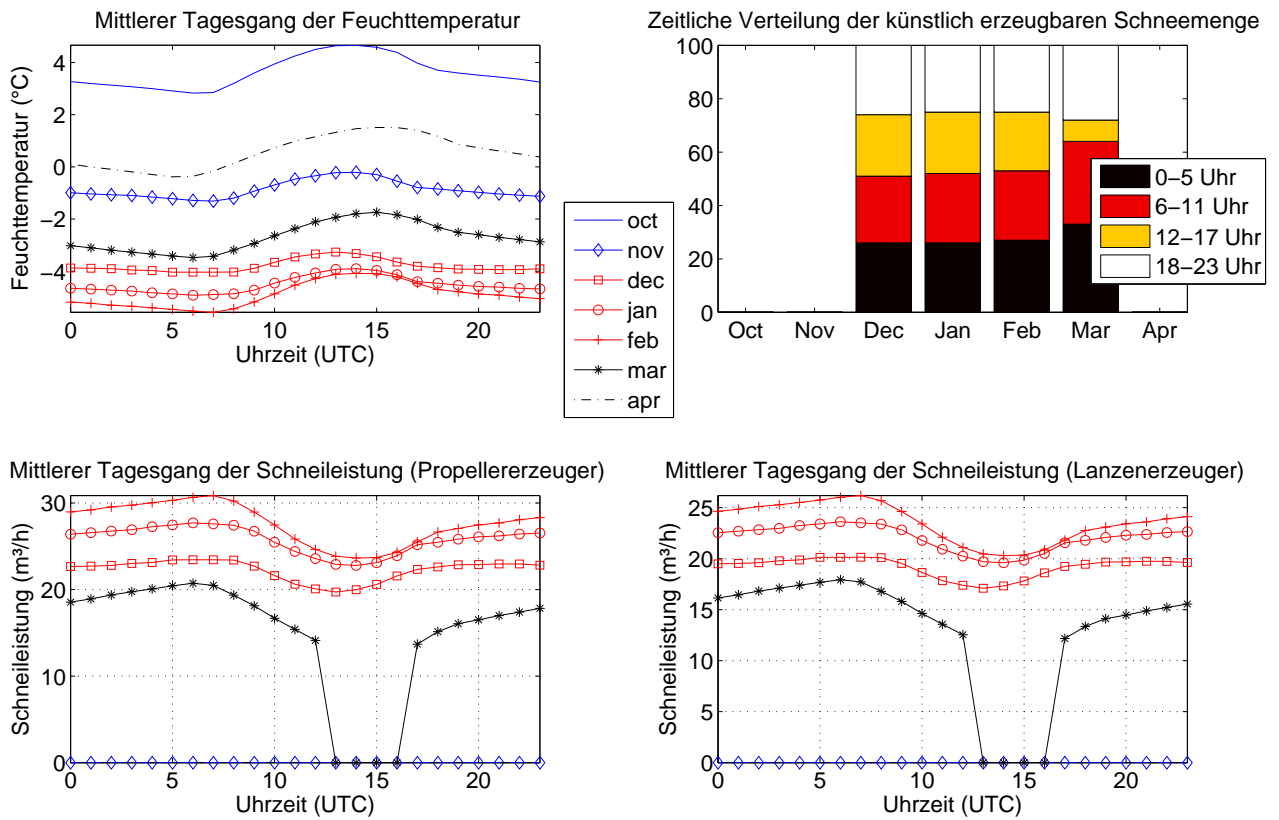 Mittlerer Tagesgang der Feuchttemperatur
Feuchttemperatur (°C)
4
2
0
−2
−4
0 5 10 15 20
Uhrzeit (UTC)
oct
nov
dec
jan
feb
mar
apr
Zeitliche Verteilung der künstlich erzeugbaren Schneemenge
100
80
60
40
20
0
Oct Nov Dec Jan Feb Mar Apr
0−5 Uhr
6−11 Uhr
12−17 Uhr
18−23 Uhr
Mittlerer Tagesgang der Schneileistung (Propellererzeuger)
Schneileistung (m³/h)
30
20
10
0
0 5 10 15 20
Uhrzeit (UTC)
Mittlerer Tagesgang der Schneileistung (Lanzenerzeuger)
Schneileistung (m³/h)
25
20
15
10
5
0
0 5 10 15 20
Uhrzeit (UTC)